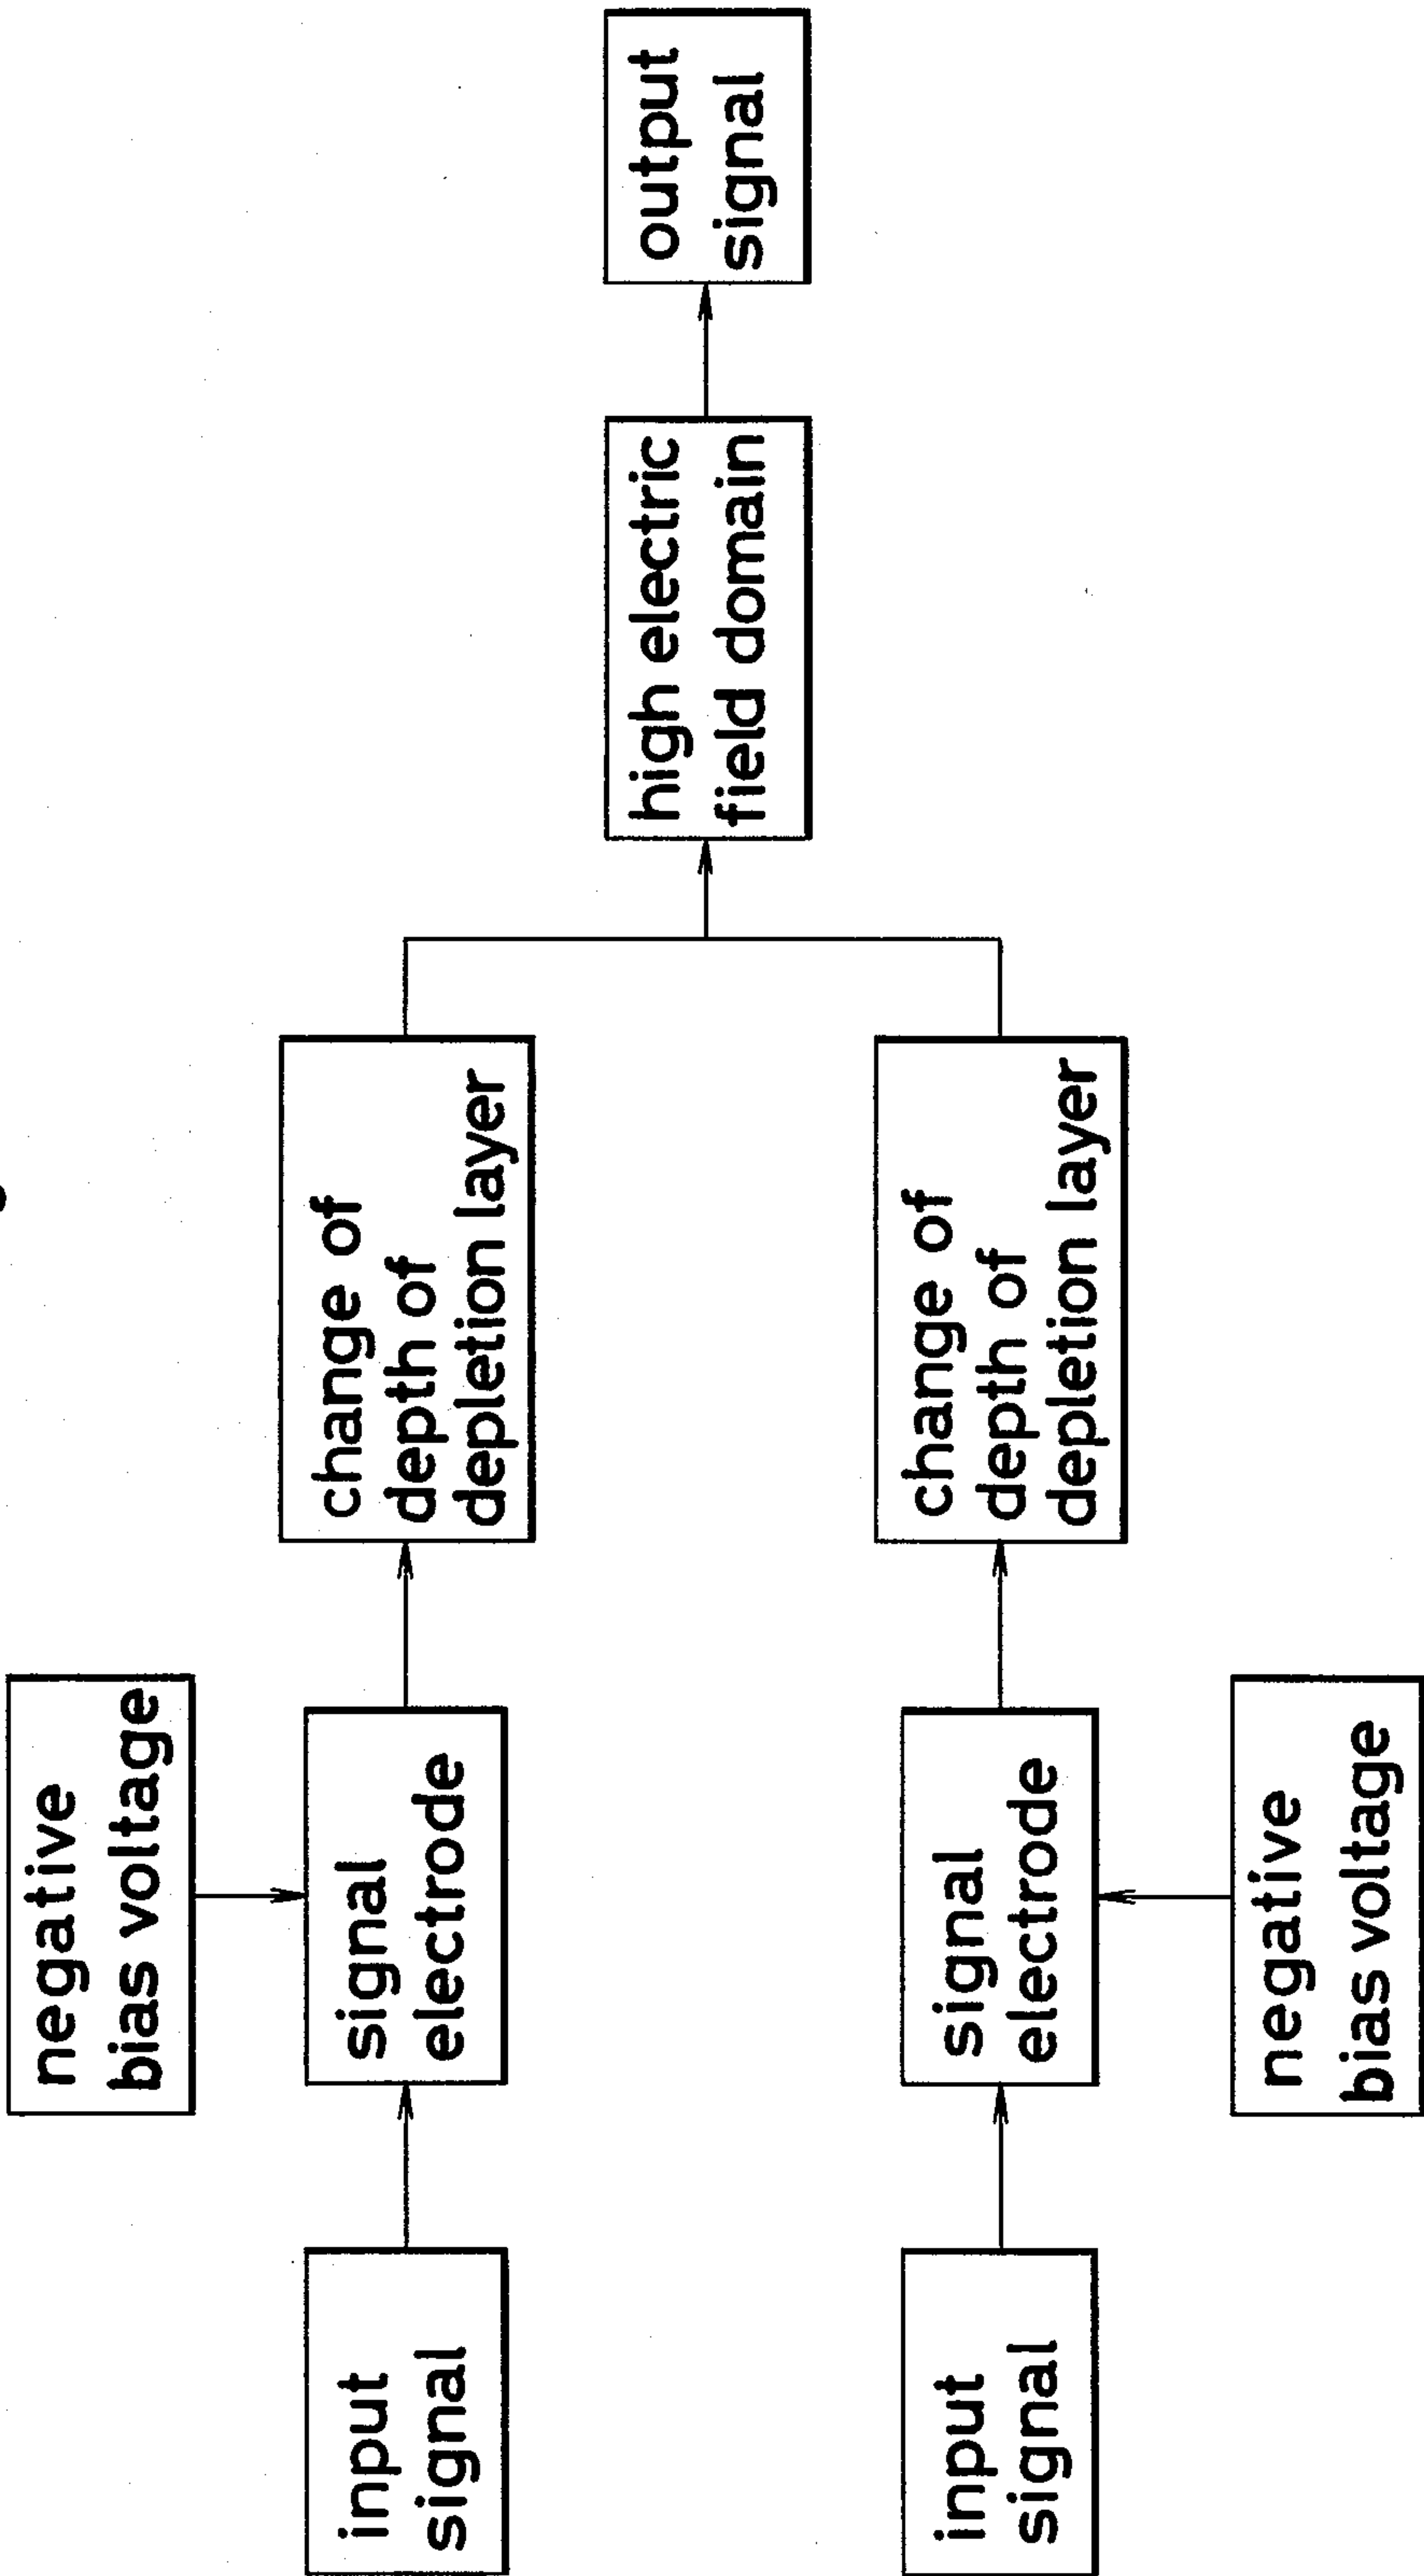 negative
bias voltage
input
signal
signal
electrode
change of
depth of
depletion layer
high electric
field domain
output
signal
input
signal
signal
electrode
change of
depth of
depletion layer
negative
bias voltage